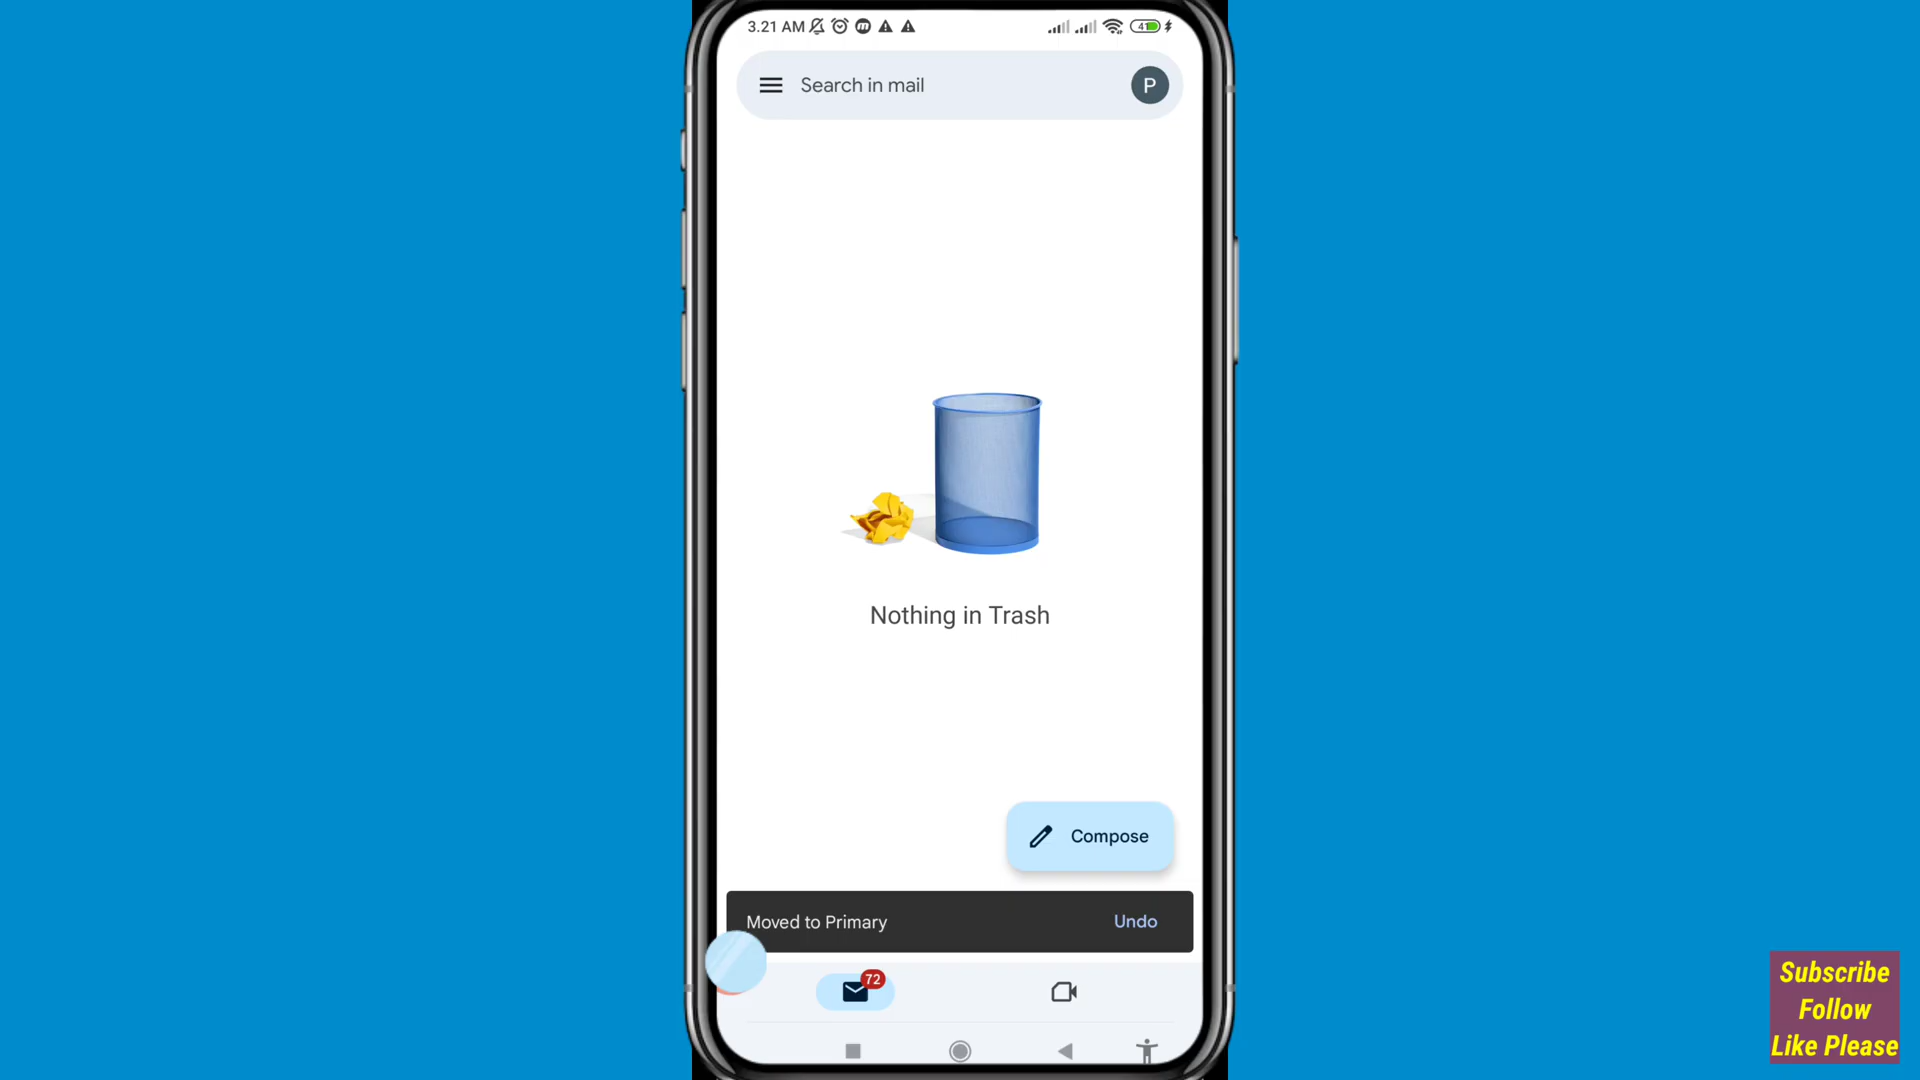 3.21 AM
41
Search in mail
P
Nothing in Trash
Compose
Moved to Primary
Undo
72
Subscribe
Follow
Like Please